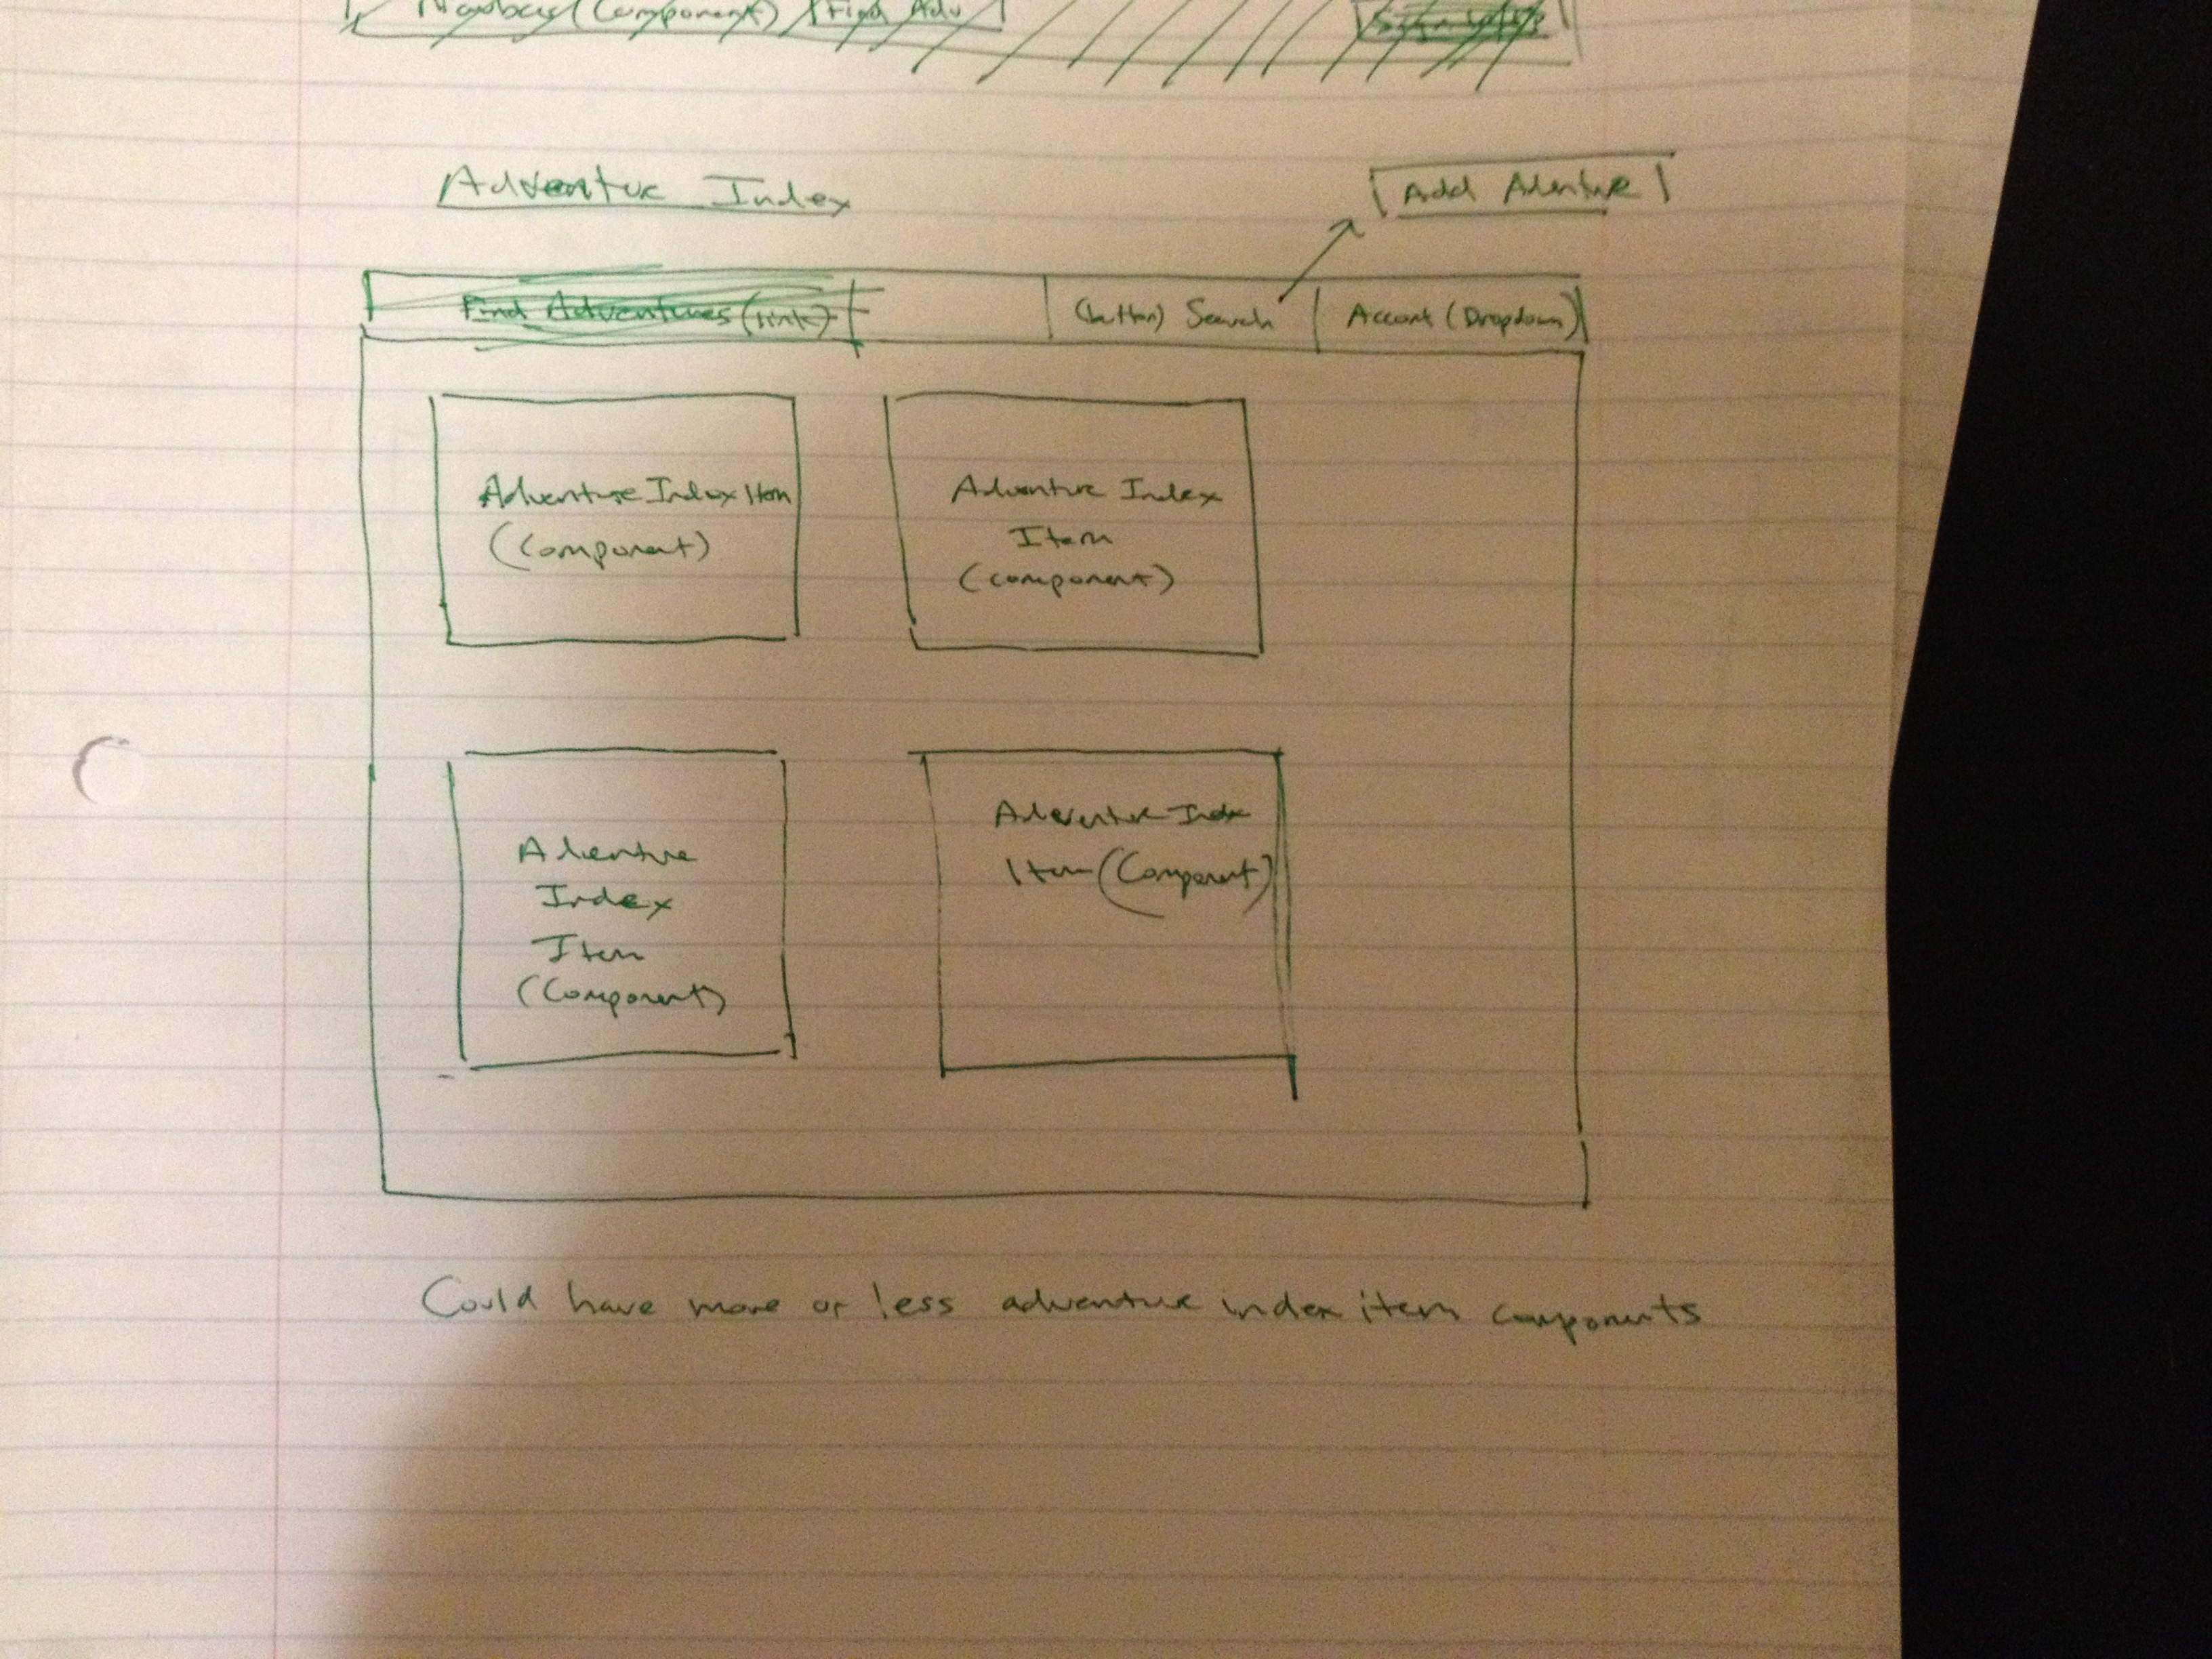 Navbar (Component) Find Adv
Adventure Index
Add Adventure
Find Adventures (link)
(button) Search
Account (Dropdown)
Adventure Index Item
(Component)
Adventure Index
Item
(component)
Adventure
Index
Item
(Component)
Adventure Index
Item (Component)
Could have more or less adventure index item components